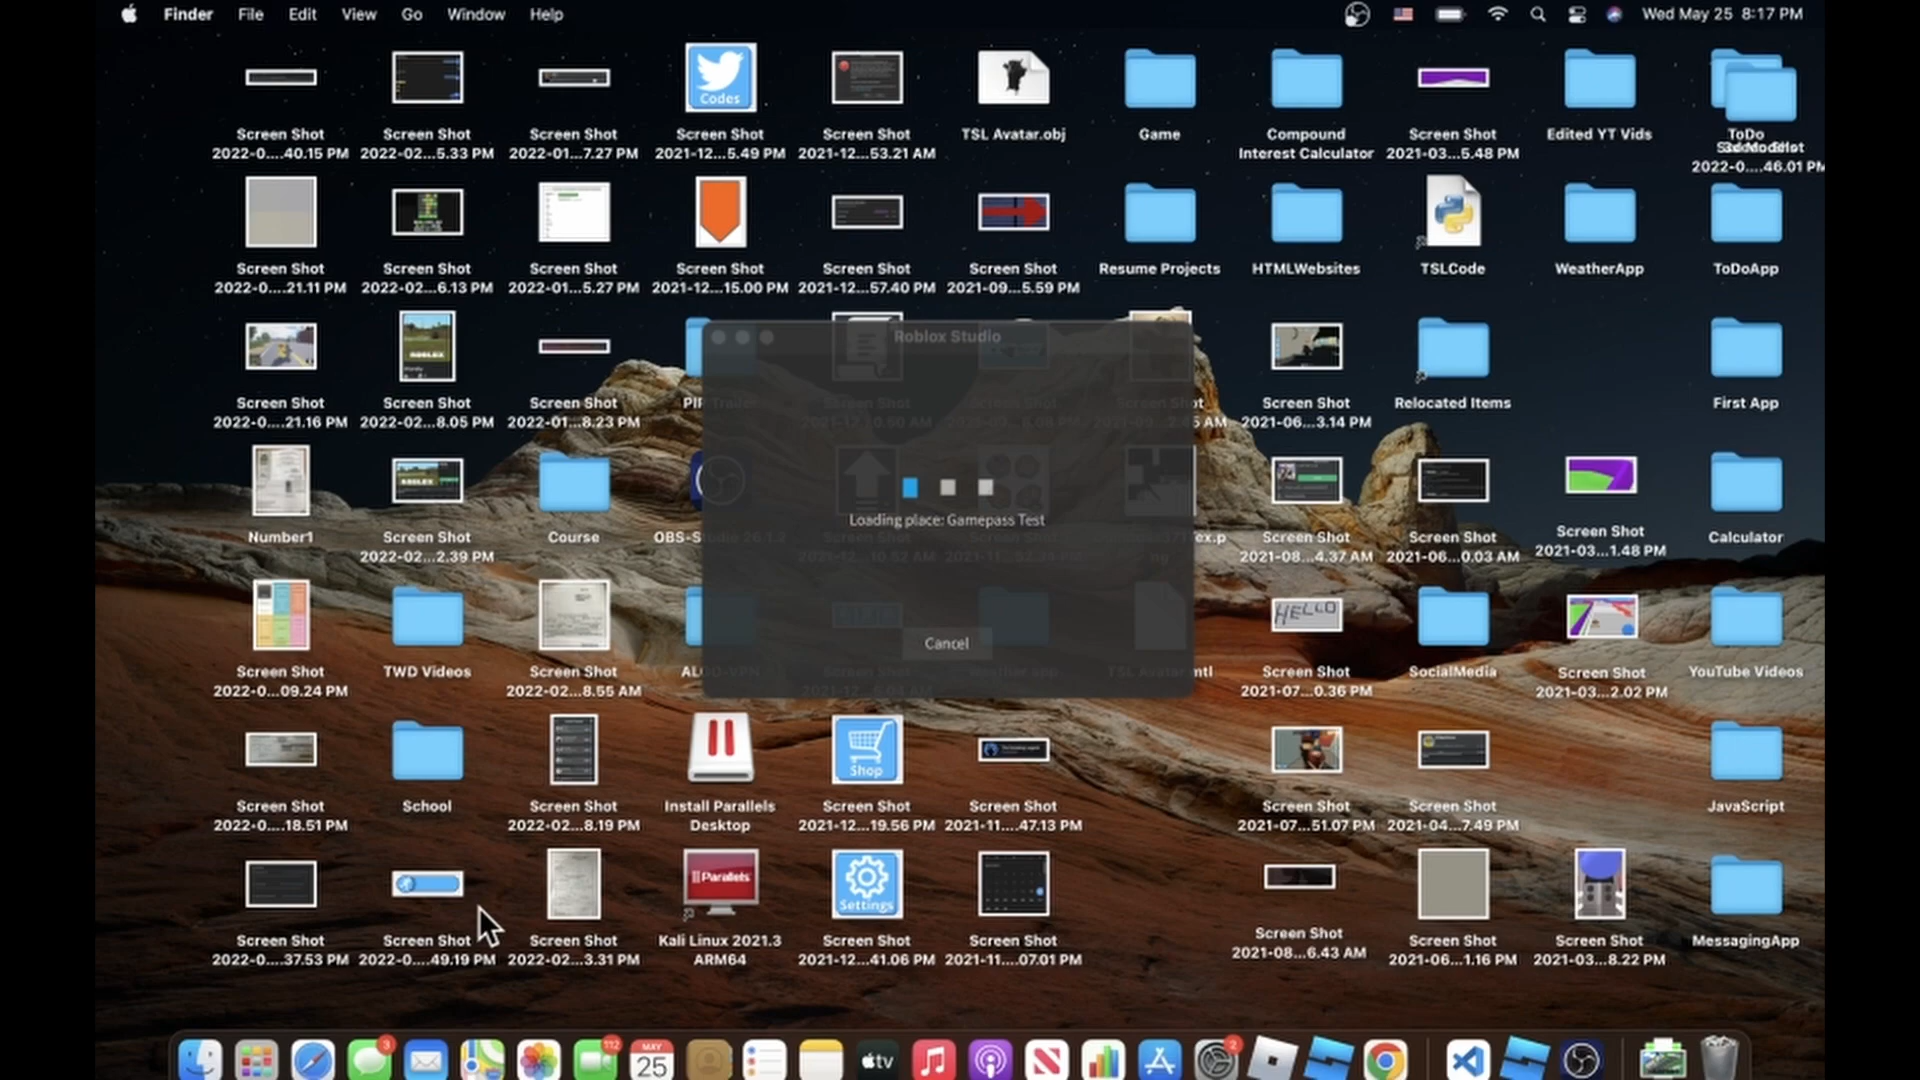 Finder File Edit View Go Window Help Wed May 25 8:17 PM
Codes
Screen Shot
2022-0....40.15 PM
Screen Shot
2022-02...5.33 PM
Screen Shot
2022-01...7.27 PM
Screen Shot
2021-12...5.49 PM
Screen Shot
2021-12...53.21 AM
TSL Avatar.obj
Game
Compound
Interest Calculator
Screen Shot
2021-03...5.48 PM
Edited YT Vids
ToDo
2022-0....46.01 PM
Screen Shot
2022-0....21.11 PM
Screen Shot
2022-02...6.13 PM
Screen Shot
2022-01...5.27 PM
Screen Shot
2021-12...15.00 PM
Screen Shot
2021-12...57.40 PM
Screen Shot
2021-09...5.59 PM
Resume Projects
HTMLWebsites
TSLCode
WeatherApp
ToDoApp
Roblox Studio
Screen Shot
2022-0....21.16 PM
Screen Shot
2022-02...8.05 PM
Screen Shot
2022-01...8.23 PM
Screen Shot
2021-06...3.14 PM
Relocated Items
First App
Loading place: Gamepass Test
Number1
Screen Shot
2022-02...2.39 PM
Course
OBS-Studio 26.1.2
Screen Shot
2021-08...4.37 AM
Screen Shot
2021-06...0.03 AM
Screen Shot
2021-03...1.48 PM
Calculator
HELLO
Cancel
Screen Shot
2022-0...09.24 PM
TWD Videos
Screen Shot
2022-02...8.55 AM
Screen Shot
2021-07...0.36 PM
SocialMedia
Screen Shot
2021-03...2.02 PM
YouTube Videos
Shop
Screen Shot
2022-0....18.51 PM
School
Screen Shot
2022-02...8.19 PM
Install Parallels
Desktop
Screen Shot
2021-12...19.56 PM
Screen Shot
2021-11....47.13 PM
Screen Shot
2021-07...51.07 PM
Screen Shot
2021-04...7.49 PM
JavaScript
Parallels
Settings
Screen Shot
2022-0....37.53 PM
Screen Shot
2022-0....49.19 PM
Screen Shot
2022-02...3.31 PM
Kali Linux 2021.3
ARM64
Screen Shot
2021-12...41.06 PM
Screen Shot
2021-11....07.01 PM
Screen Shot
2021-08...6.43 AM
Screen Shot
2021-06...1.16 PM
Screen Shot
2021-03...8.22 PM
MessagingApp
3 112 MAY 25 tv 2